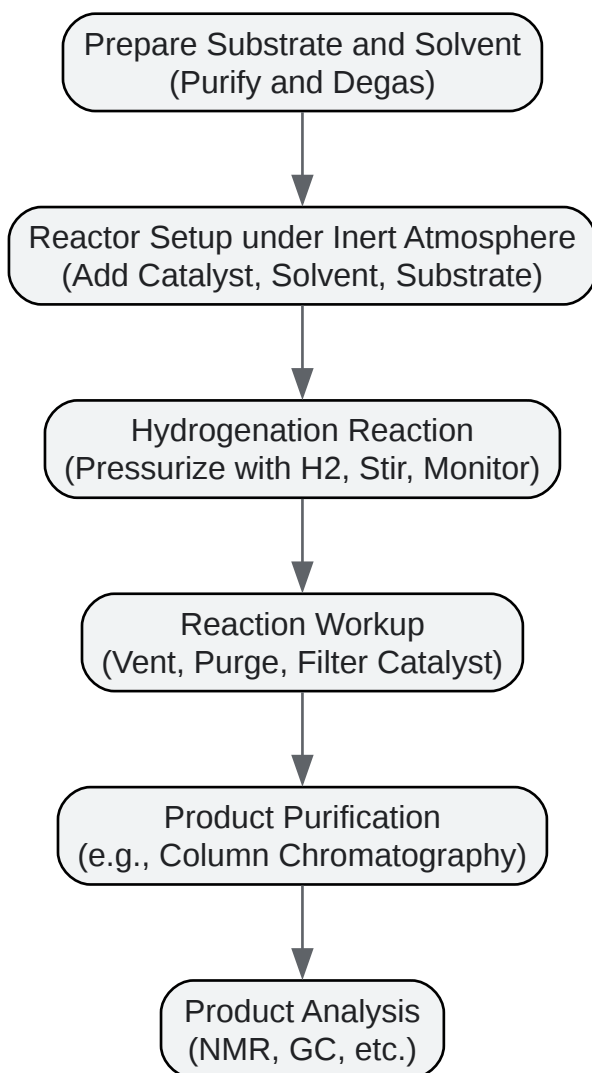 Prepare Substrate and Solvent
(Purify and Degas)
Reactor Setup under Inert Atmosphere
(Add Catalyst, Solvent, Substrate)
Hydrogenation Reaction
(Pressurize with H2, Stir, Monitor)
Reaction Workup
(Vent, Purge, Filter Catalyst)
Product Purification
(e.g., Column Chromatography)
Product Analysis
(NMR, GC, etc.)